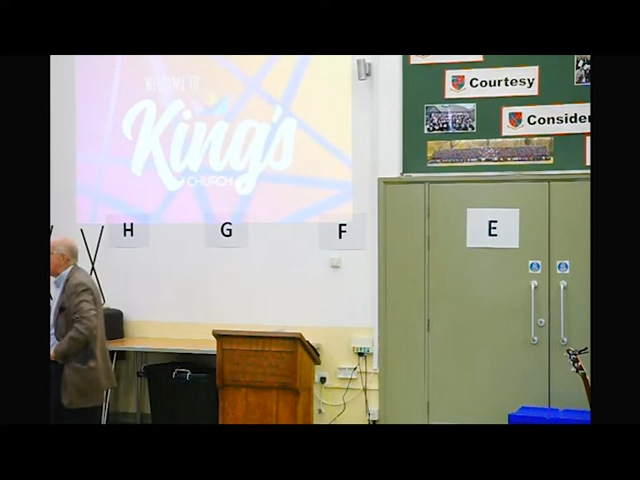 WELCOME TO
King's
CHURCH
Courtesy
Consider
H
G
F
E